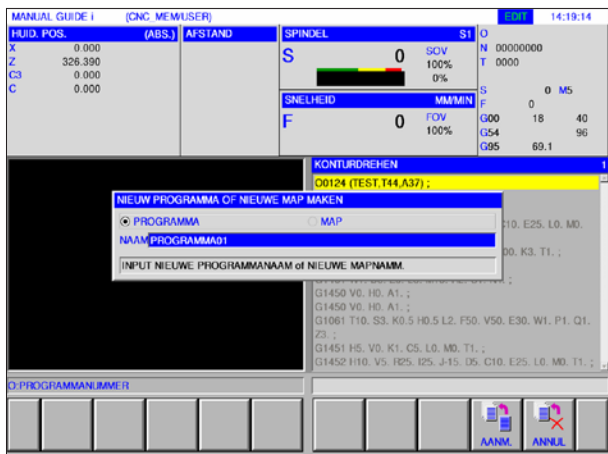 MANUAL GUIDE i (CNC_MEM/USER) EDIT 14:19:14
HUID. POS. (ABS.)
X 0.000
Z 326.390
C3 0.000
C 0.000
AFSTAND
SPINDEL S1
S 0 SOV
100%
0%
SNELHEID MM/MIN
F 0 FOV
100%
O
N 00000000
T 0000
S 0 M5
F 0
G00 18 40
G54 96
G95 69.1
KONTURDREHEN 1
O0124 (TEST,T44,A37) ;
NIEUW PROGRAMMA OF NIEUWE MAP MAKEN
PROGRAMMA MAP
NAAM PROGRAMMA01
INPUT NIEUWE PROGRAMMANAAM of NIEUWE MAPNAMM.
C10. E25. L0. M0.
K3. T1. ;
G1450 V0. H0. A1. ;
G1450 V0. H0. A1. ;
G1061 T10. S3. K0.5 H0.5 L2. F50. V50. E30. W1. P1. Q1.
Z3. ;
G1451 H5. V0. K1. C5. L0. M0. T1. ;
G1452 H10. V5. R25. I25. J-15. D5. C10. E25. L0. M0. T1. ;
O:PROGRAMMANUMMER
AANM. ANNUL